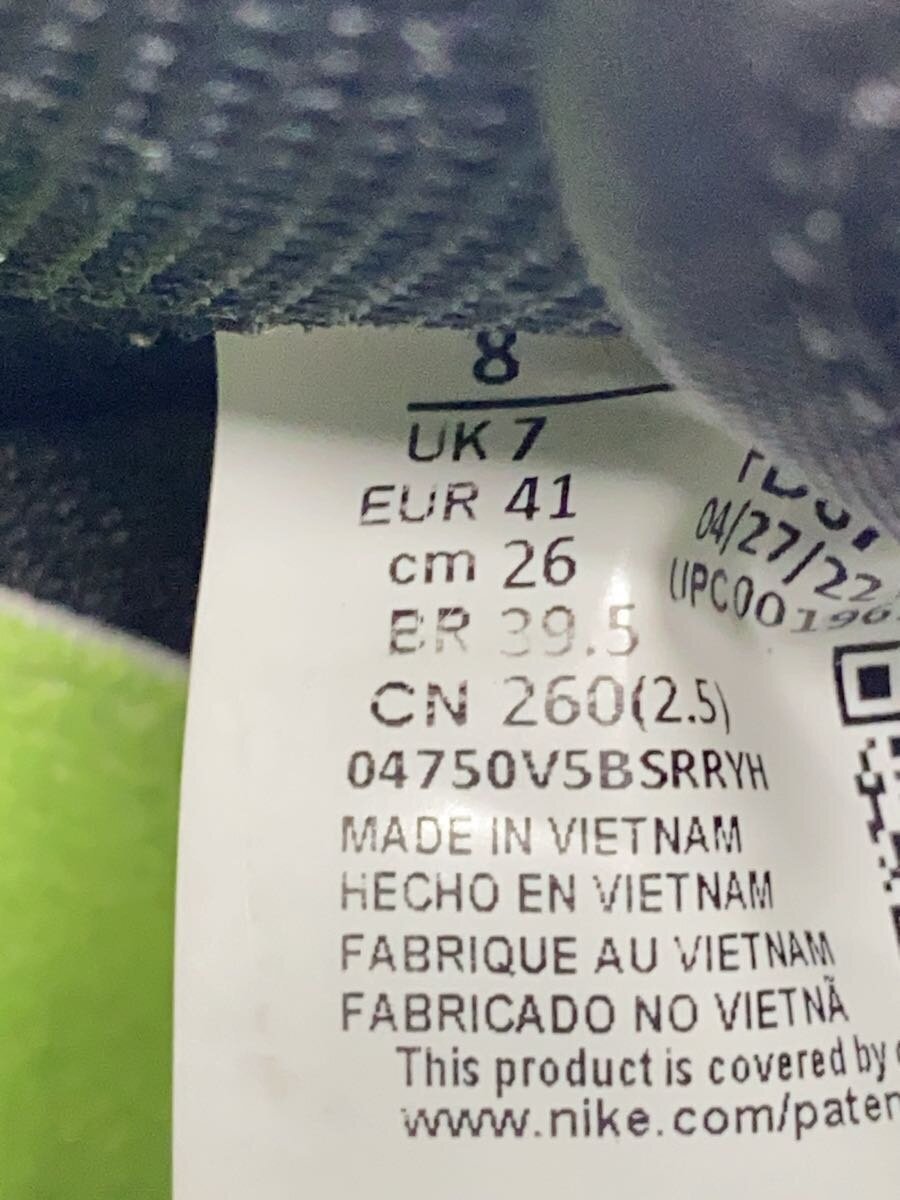 8
UK 7
EUR 41
cm 26
BR 39.5
CN 260(2.5)
04750V5BSRRYH
MADE IN VIETNAM
HECHO EN VIETNAM
FABRIQUE AU VIETNAM
FABRICADO NO VIETNÃ
This product is covered by
www.nike.com/paten
04/27/22
UPC00196